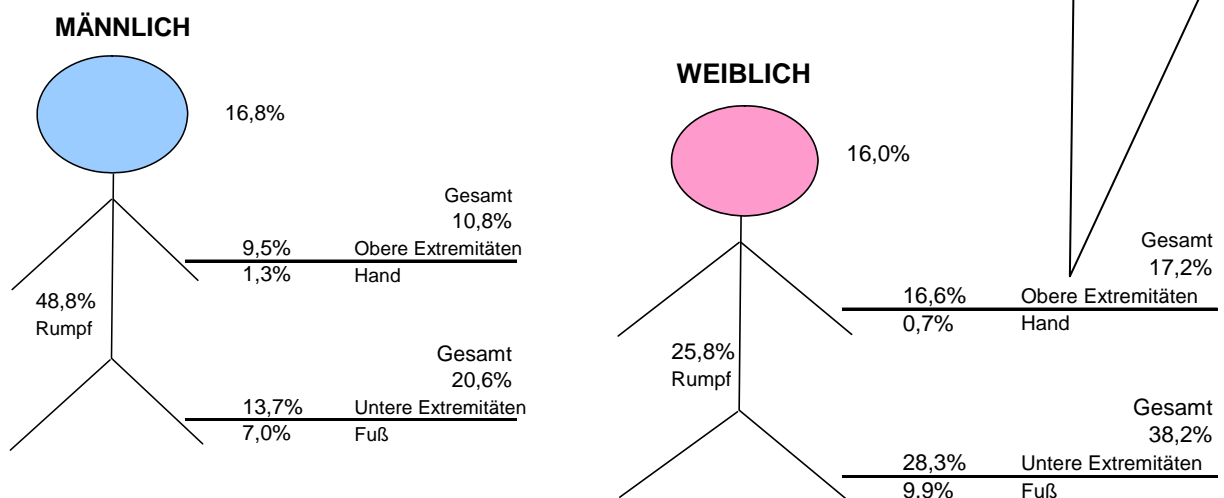 MÄNNLICH
16,8%
Gesamt
10,8%
9,5% Obere Extremitäten
1,3% Hand
48,8%
Rumpf
Gesamt
20,6%
13,7% Untere Extremitäten
7,0% Fuß
WEIBLICH
16,0%
Gesamt
17,2%
16,6% Obere Extremitäten
0,7% Hand
25,8%
Rumpf
Gesamt
38,2%
28,3% Untere Extremitäten
9,9% Fuß